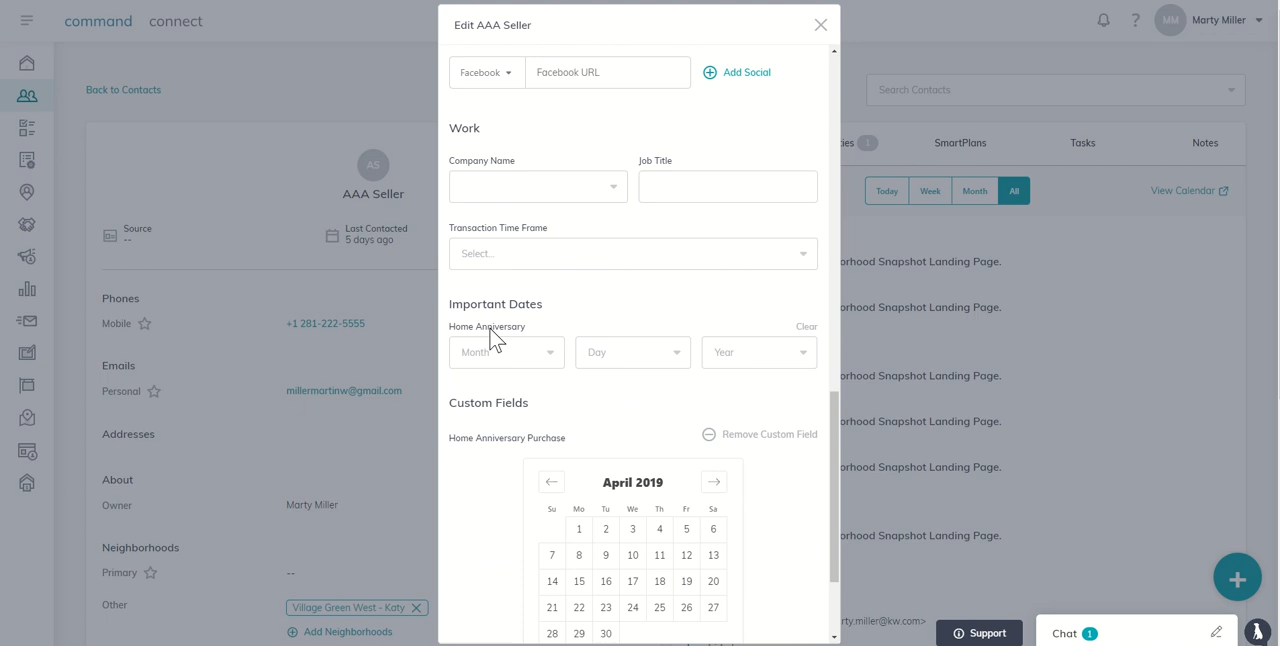 command connect
MM Marty Miller
Back to Contacts
Search Contacts
AS
AAA Seller
Source
--
Last Contacted
5 days ago
Phones
Mobile
+1 281-222-5555
Emails
Personal
millermartinw@gmail.com
Addresses
About
Owner
Marty Miller
Neighborhoods
Primary
--
Other
Village Green West - Katy
Add Neighborhoods
Edit AAA Seller
Facebook
Facebook URL
Add Social
Work
Company Name
Job Title
Transaction Time Frame
Select...
Important Dates
Home Anniversary
Clear
Month
Day
Year
Custom Fields
Home Anniversary Purchase
Remove Custom Field
April 2019
Su Mo Tu We Th Fr Sa
1 2 3 4 5 6
7 8 9 10 11 12 13
14 15 16 17 18 19 20
21 22 23 24 25 26 27
28 29 30
ies 1
SmartPlans
Tasks
Notes
Today
Week
Month
All
View Calendar
orhood Snapshot Landing Page.
orhood Snapshot Landing Page.
orhood Snapshot Landing Page.
orhood Snapshot Landing Page.
orhood Snapshot Landing Page.
orhood Snapshot Landing Page.
rty.miller@kw.com>
Support
Chat 1